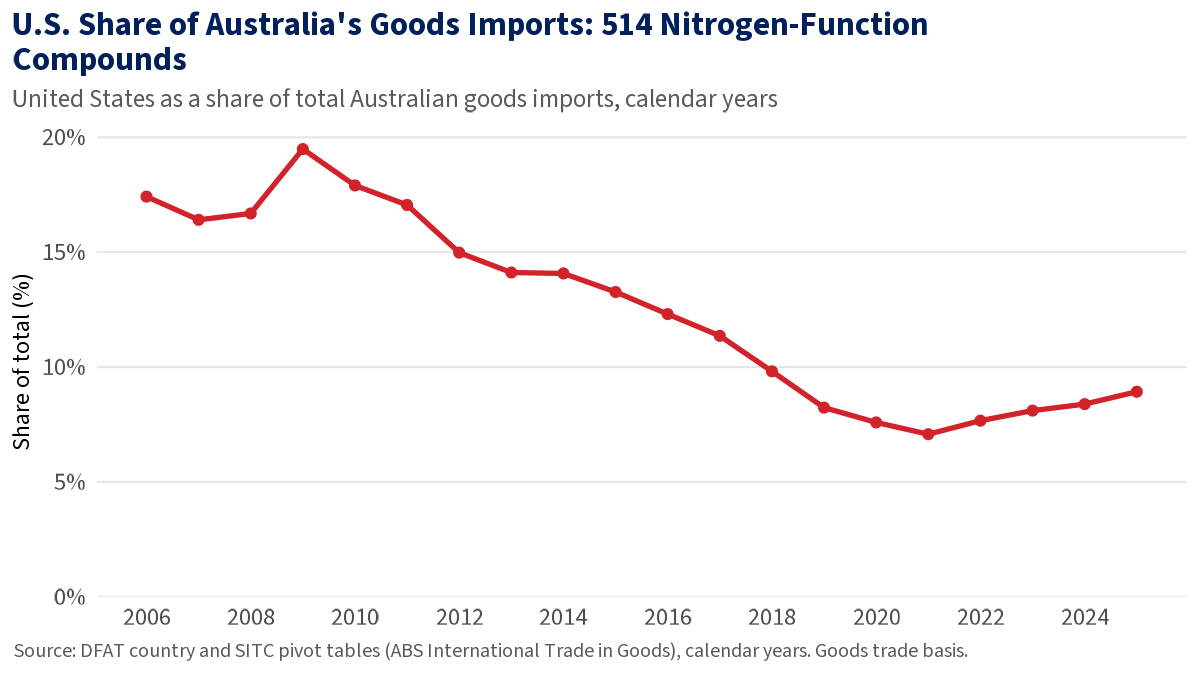 U.S. Share of Australia's Goods Imports: 514 Nitrogen-Function
Compounds
United States as a share of total Australian goods imports, calendar years
20%
15%
10%
5%
0%
Share of total (%)
2006 2008 2010 2012 2014 2016 2018 2020 2022 2024
Source: DFAT country and SITC pivot tables (ABS International Trade in Goods), calendar years. Goods trade basis.